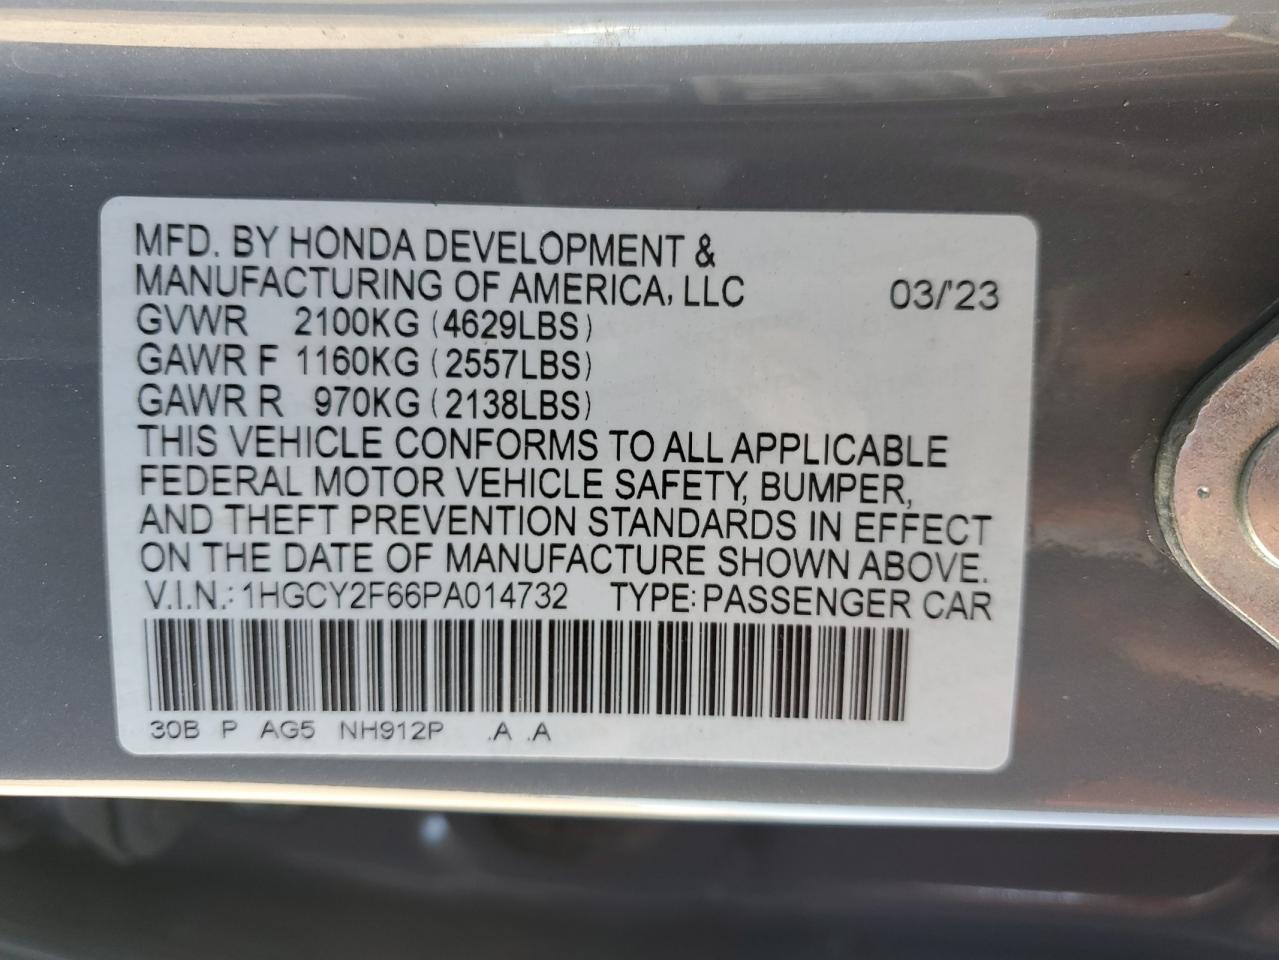 MFD. BY HONDA DEVELOPMENT &
MANUFACTURING OF AMERICA, LLC 03/'23
GVWR 2100KG (4629LBS)
GAWR F 1160KG (2557LBS)
GAWR R 970KG (2138LBS)
THIS VEHICLE CONFORMS TO ALL APPLICABLE
FEDERAL MOTOR VEHICLE SAFETY, BUMPER,
AND THEFT PREVENTION STANDARDS IN EFFECT
ON THE DATE OF MANUFACTURE SHOWN ABOVE.
V.I.N.: 1HGCY2F66PA014732 TYPE: PASSENGER CAR
30B P AG5 NH912P .A .A